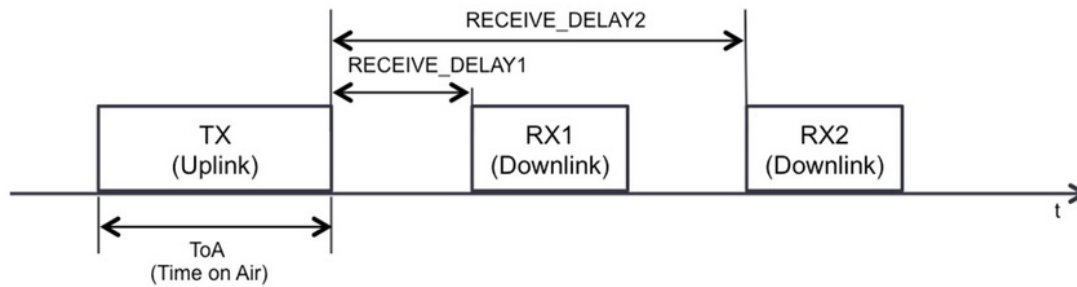 RECEIVE_DELAY2
RECEIVE_DELAY1
TX
(Uplink)
RX1
(Downlink)
RX2
(Downlink)
t
ToA
(Time on Air)